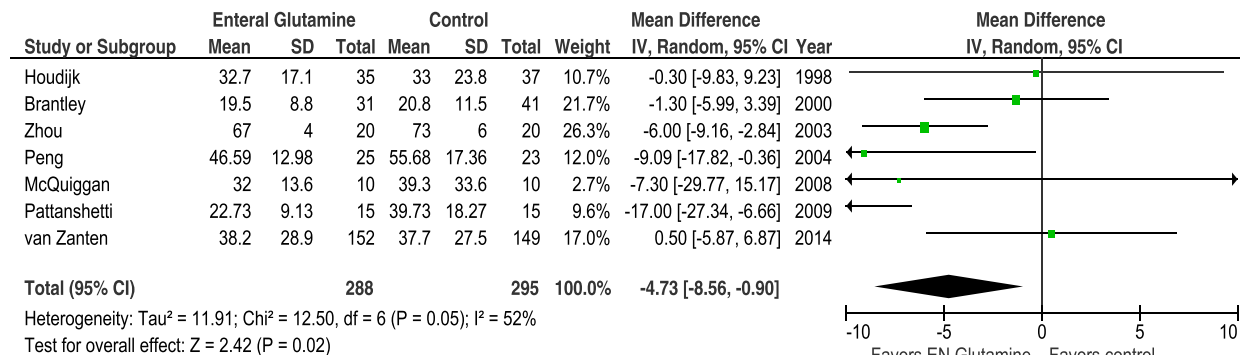 Enteral Glutamine Control Mean Difference Mean Difference
Study or Subgroup Mean SD Total Mean SD Total Weight IV, Random, 95% CI Year IV, Random, 95% CI
Houdijk 32.7 17.1 35 33 23.8 37 10.7% -0.30 [-9.83, 9.23] 1998
Brantley 19.5 8.8 31 20.8 11.5 41 21.7% -1.30 [-5.99, 3.39] 2000
Zhou 67 4 20 73 6 20 26.3% -6.00 [-9.16, -2.84] 2003
Peng 46.59 12.98 25 55.68 17.36 23 12.0% -9.09 [-17.82, -0.36] 2004
McQuiggan 32 13.6 10 39.3 33.6 10 2.7% -7.30 [-29.77, 15.17] 2008
Pattanshetti 22.73 9.13 15 39.73 18.27 15 9.6% -17.00 [-27.34, -6.66] 2009
van Zanten 38.2 28.9 152 37.7 27.5 149 17.0% 0.50 [-5.87, 6.87] 2014
Total (95% CI) 288 295 100.0% -4.73 [-8.56, -0.90]
Heterogeneity: Tau² = 11.91; Chi² = 12.50, df = 6 (P = 0.05); I² = 52%
Test for overall effect: Z = 2.42 (P = 0.02)
-10 -5 0 5 10
Favors EN Glutamine Favors control